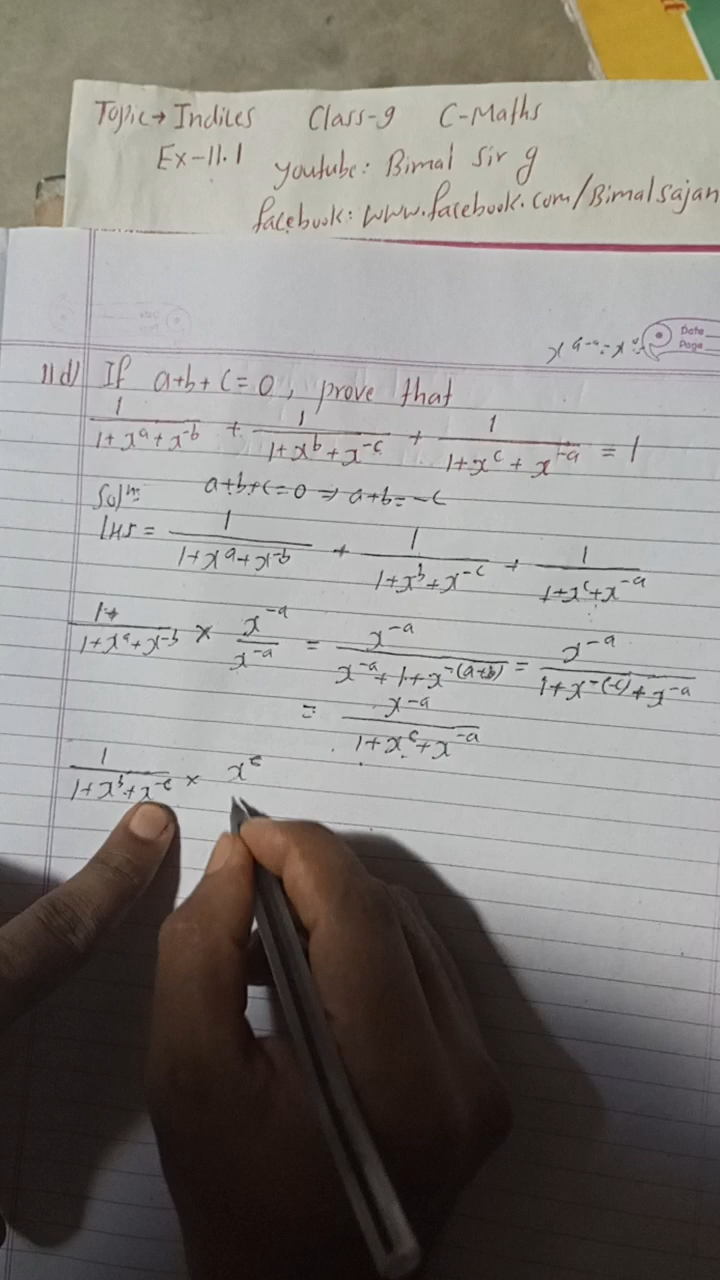 Topic→ Indices Class-9 C-Maths
Ex-11.1 youtube: Bimal Sir g
facebook: www.facebook.com/Bimalsajan
Date
Page
11d) If a+b+c=0, prove that
1/(1+x^a+x^-b) + 1/(1+x^b+x^-c) + 1/(1+x^c+x^-a) = 1
Soln: a+b+c=0 ⇒ a+b=-c
LHS = 1/(1+x^a+x^-b) + 1/(1+x^b+x^-c) + 1/(1+x^c+x^-a)
1/(1+x^a+x^-b) × x^-a/x^-a = x^-a/(x^-a+1+x^-(a+b)) = x^-a/(1+x^-(-c)+x^-a)
= x^-a/(1+x^c+x^-a)
1/(1+x^b+x^-c) × x^c